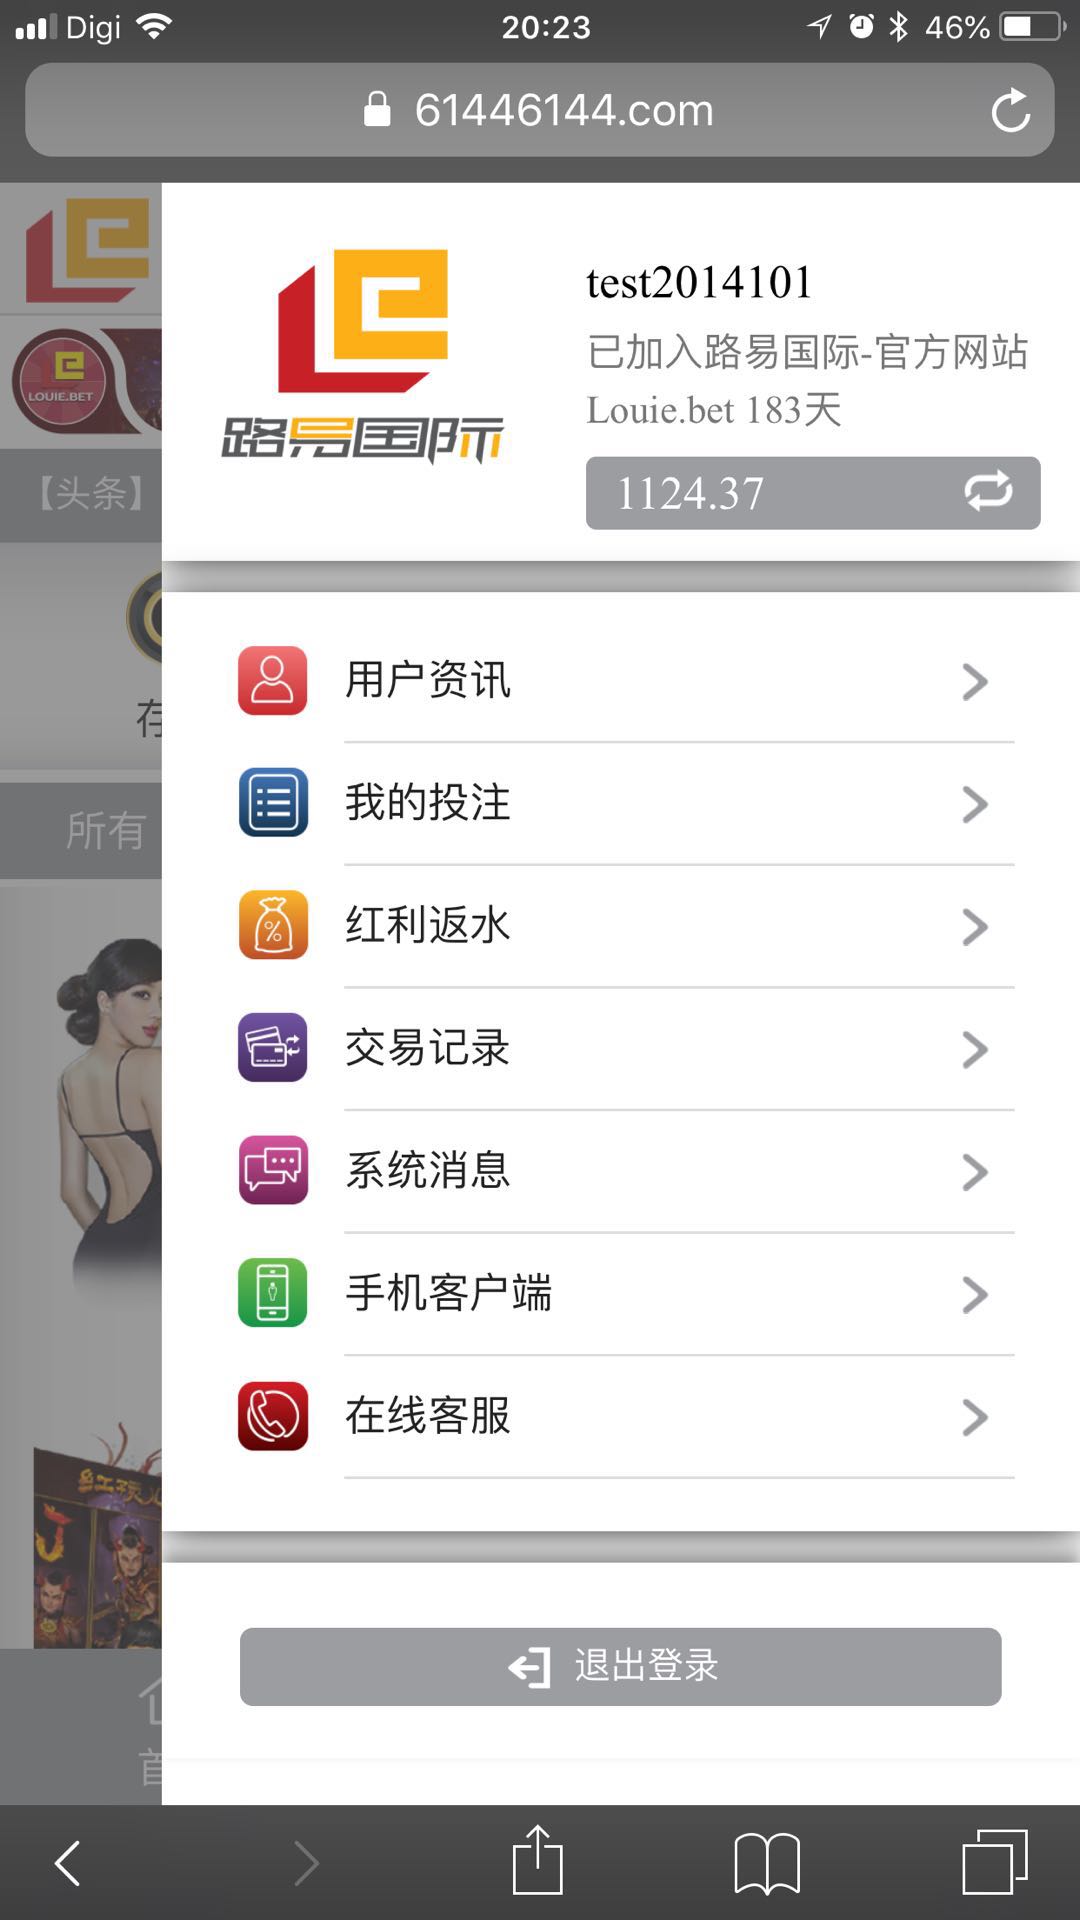 Digi
20:23
46%
61446144.com
LOUIE.BET
【头条】
所有
路易国际
test2014101
已加入路易国际-官方网站
Louie.bet 183天
1124.37
用户资讯
我的投注
红利返水
交易记录
系统消息
手机客户端
在线客服
退出登录